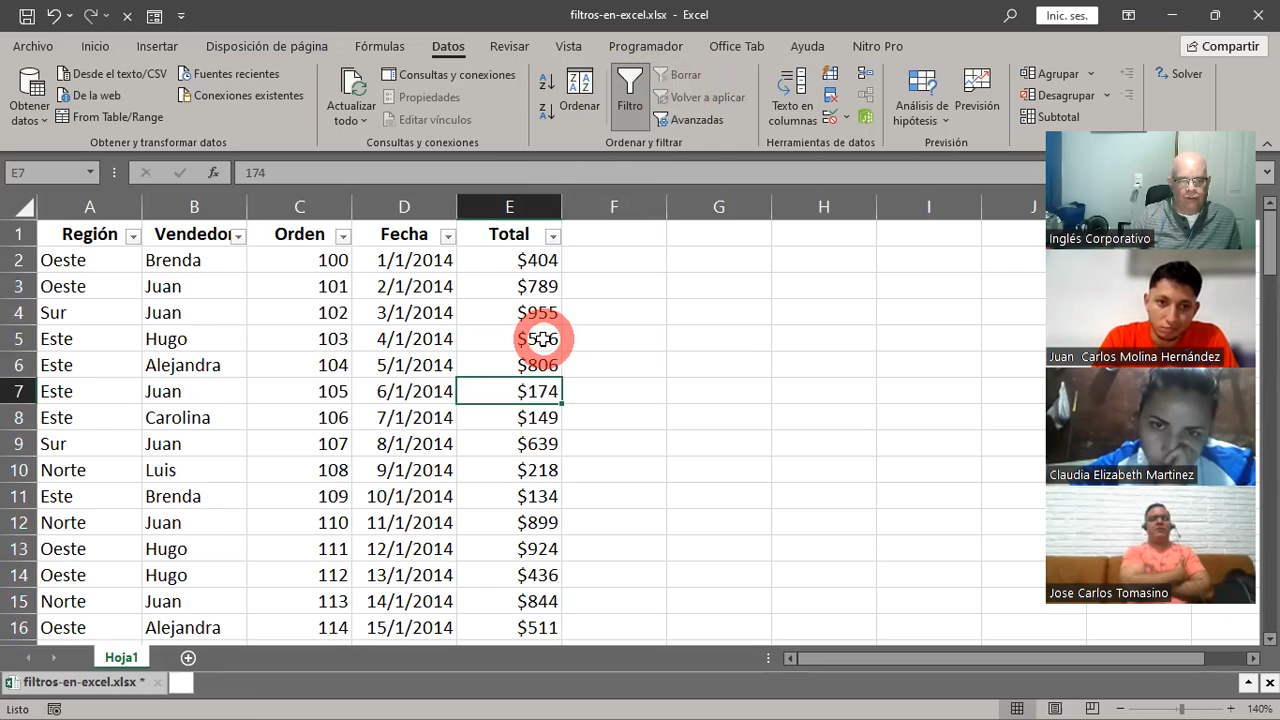 filtros-en-excel.xlsx - Excel
Inic. ses.
Archivo Inicio Insertar Disposición de página Fórmulas Datos Revisar Vista Programador Office Tab Ayuda Nitro Pro Compartir
Obtener datos
Desde el texto/CSV
De la web
From Table/Range
Fuentes recientes
Conexiones existentes
Obtener y transformar datos
Actualizar todo
Consultas y conexiones
Propiedades
Editar vínculos
Consultas y conexiones
Ordenar
Filtro
Borrar
Volver a aplicar
Avanzadas
Ordenar y filtrar
Texto en columnas
Herramientas de datos
Análisis de hipótesis
Previsión
Previsión
Agrupar
Desagrupar
Subtotal
Solver
E7 fx 174
A B C D E F G H I J
1 Región Vendedor Orden Fecha Total
2 Oeste Brenda 100 1/1/2014 $404
3 Oeste Juan 101 2/1/2014 $789
4 Sur Juan 102 3/1/2014 $955
5 Este Hugo 103 4/1/2014
6 Este Alejandra 104 5/1/2014 $806
7 Este Juan 105 6/1/2014 $174
8 Este Carolina 106 7/1/2014 $149
9 Sur Juan 107 8/1/2014 $639
10 Norte Luis 108 9/1/2014 $218
11 Este Brenda 109 10/1/2014 $134
12 Norte Juan 110 11/1/2014 $899
13 Oeste Hugo 111 12/1/2014 $924
14 Oeste Hugo 112 13/1/2014 $436
15 Norte Juan 113 14/1/2014 $844
16 Oeste Alejandra 114 15/1/2014 $511
Inglés Corporativo
Juan Carlos Molina Hernández
Claudia Elizabeth Martinez
Jose Carlos Tomasino
Hoja1
filtros-en-excel.xlsx *
Listo
140%